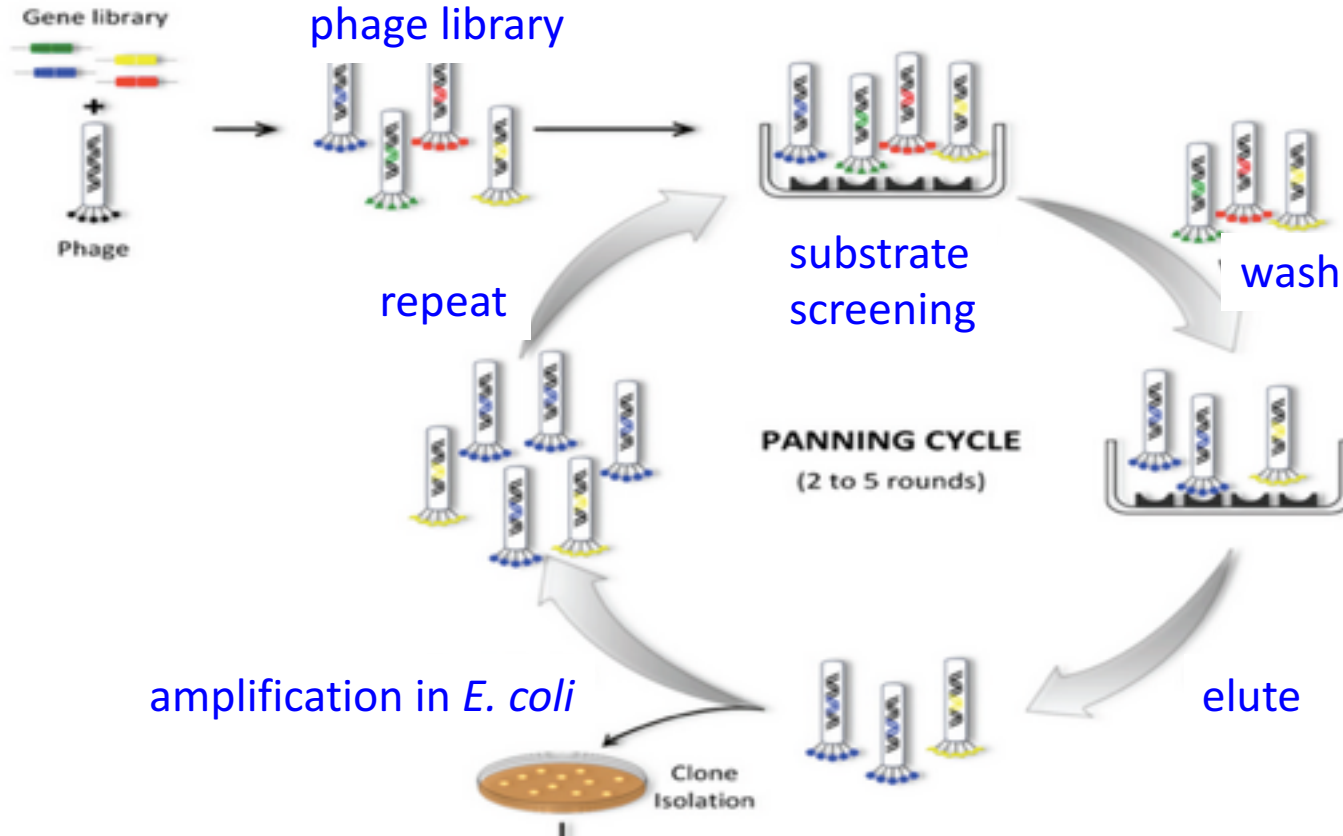 Gene library
phage library
+
Phage
substrate
screening
wash
repeat
PANNING CYCLE
(2 to 5 rounds)
amplification in E. coli
elute
Clone
Isolation